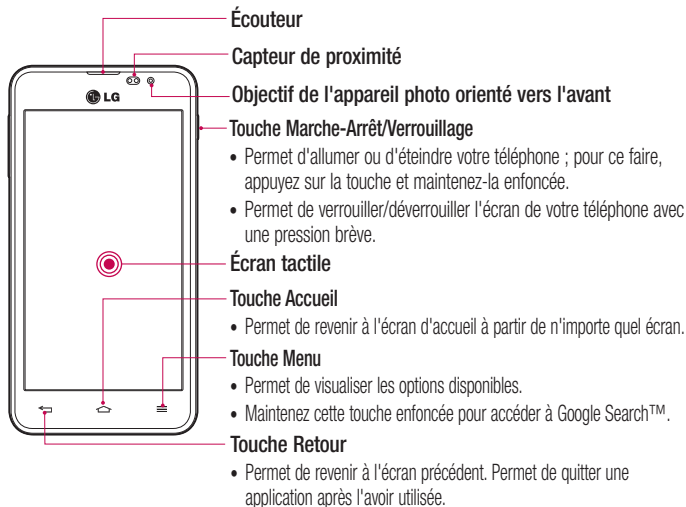 Écouteur
Capteur de proximité
Objectif de l'appareil photo orienté vers l'avant
LG
Touche Marche-Arrêt/Verrouillage
• Permet d'allumer ou d'éteindre votre téléphone ; pour ce faire,
appuyez sur la touche et maintenez-la enfoncée.
• Permet de verrouiller/déverrouiller l'écran de votre téléphone avec
une pression brève.
Écran tactile
Touche Accueil
• Permet de revenir à l'écran d'accueil à partir de n'importe quel écran.
Touche Menu
• Permet de visualiser les options disponibles.
• Maintenez cette touche enfoncée pour accéder à Google Search™.
Touche Retour
• Permet de revenir à l'écran précédent. Permet de quitter une
application après l'avoir utilisée.